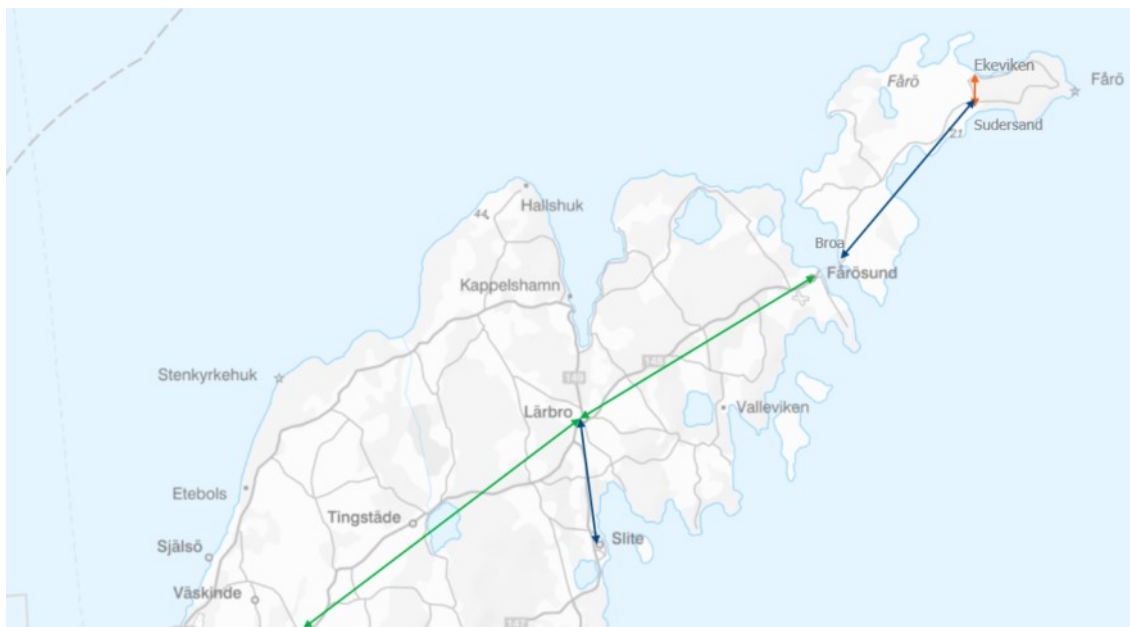 Ekeviken
Fårö
Fårö
Sudersand
21
Hallshuk
44
Broa
Fårösund
Kappelshamn
148
Stenkyrkehuk
149
Lärbro
Valleviken
Etebols
Tingstäde
Slite
Själsö
Väskinde
147